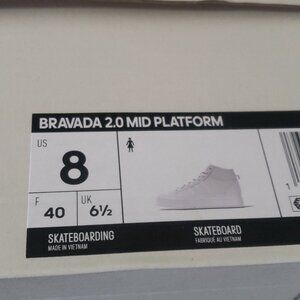 BRAVADA 2.0 MID PLATFORM
US
8
F
40
UK
6½
SKATEBOARDING
MADE IN VIETNAM
SKATEBOARD
FABRIQUÉ AU VIETNAM